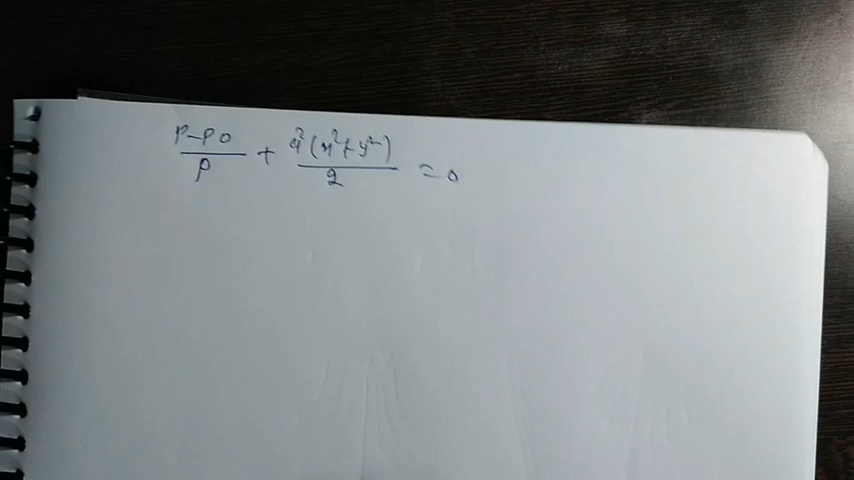 P-P0/ρ + a²(x²+y²)/2 = 0